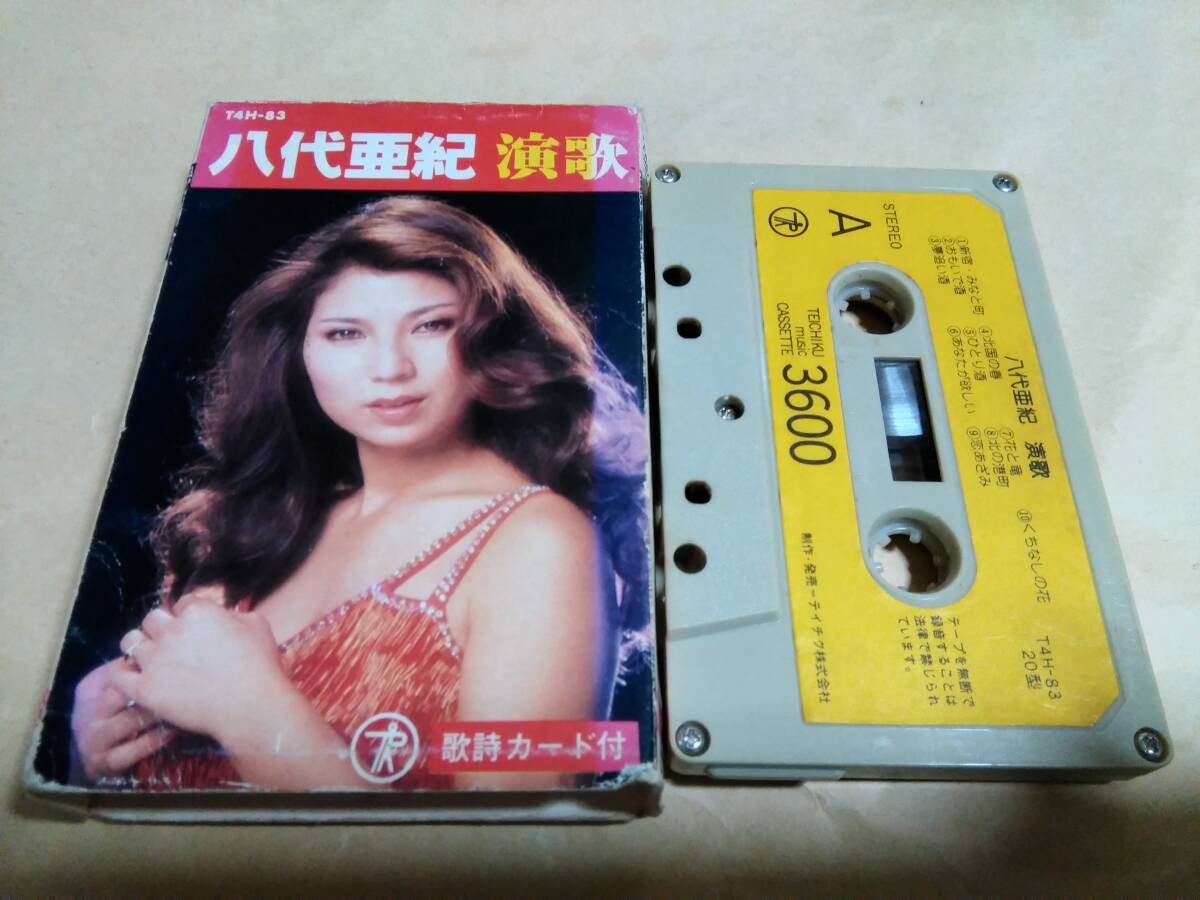 T4H-83
八代亜紀 演歌
歌詩カード付
STEREO
A
①新宿・みなと町
②おもいで酒
③夢追い酒
④北国の春
⑤ひとり酒
⑥あなたが欲しい
⑦花と竜
⑧北の港町
⑨恋あざみ
⑩くちなしの花
八代亜紀 演歌
T4H-83
20型
TEICHIKU
music
CASSETTE
3600
制作・発売=テイチク株式会社
テープを無断で
録音することは
法律で禁じられ
ています。